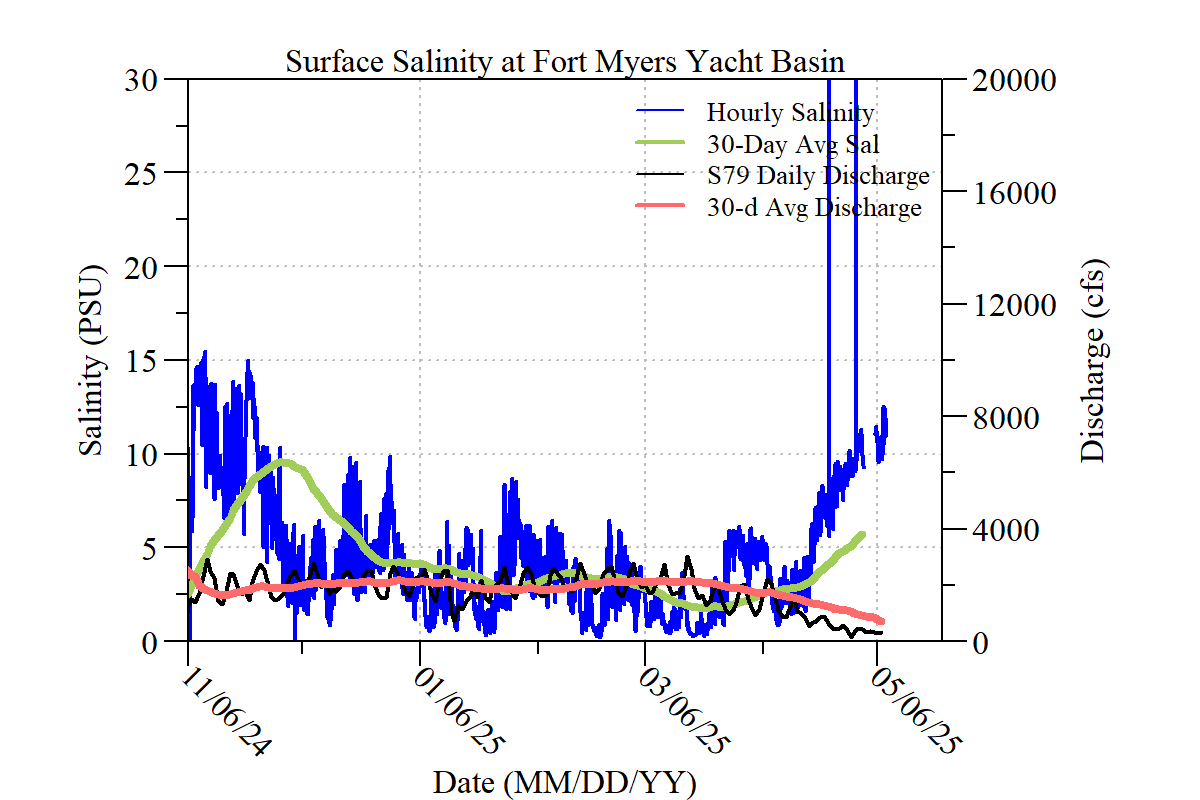 Surface Salinity at Fort Myers Yacht Basin
30
25
20
15
10
5
0
Salinity (PSU)
Hourly Salinity
30-Day Avg Sal
S79 Daily Discharge
30-d Avg Discharge
20000
16000
12000
8000
4000
0
Discharge (cfs)
11/06/24
01/06/25
03/06/25
05/06/25
Date (MM/DD/YY)